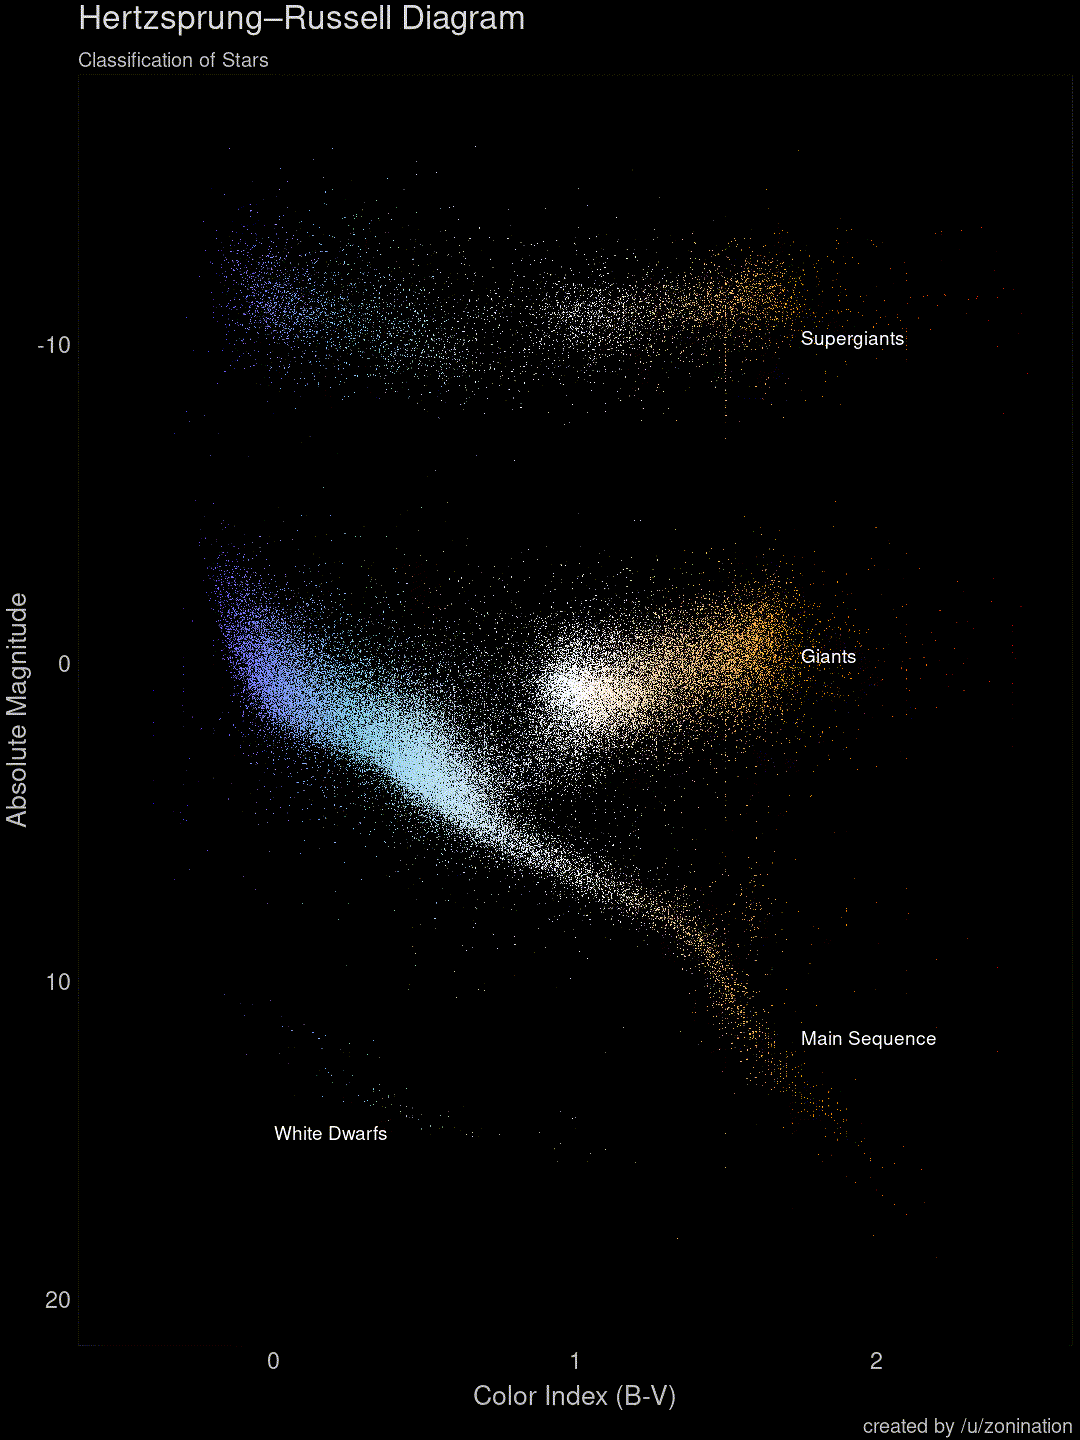 Hertzsprung–Russell Diagram
Classification of Stars
-10
Supergiants
0
Giants
Absolute Magnitude
10
Main Sequence
White Dwarfs
20
0 1 2
Color Index (B-V)
created by /u/zonination